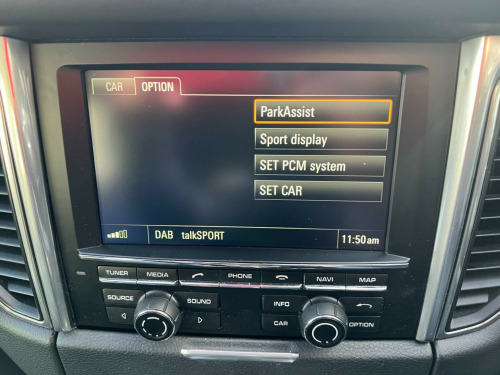 CAR OPTION
ParkAssist
Sport display
SET PCM system
SET CAR
DAB talkSPORT 11:50am
TUNER MEDIA PHONE NAVI MAP
SOURCE SOUND INFO
CAR OPTION